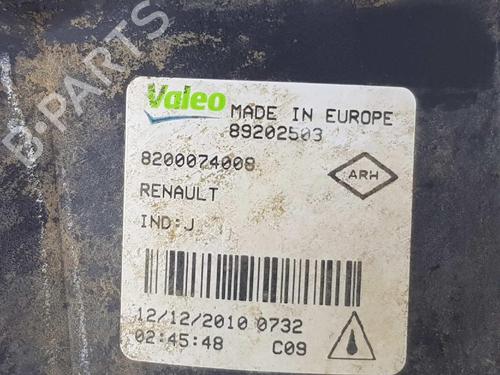 B-PARTS
Valeo MADE IN EUROPE
89202503
8200074008
ARH
RENAULT
IND:J
12/12/2010 0732
02:45:48 C09